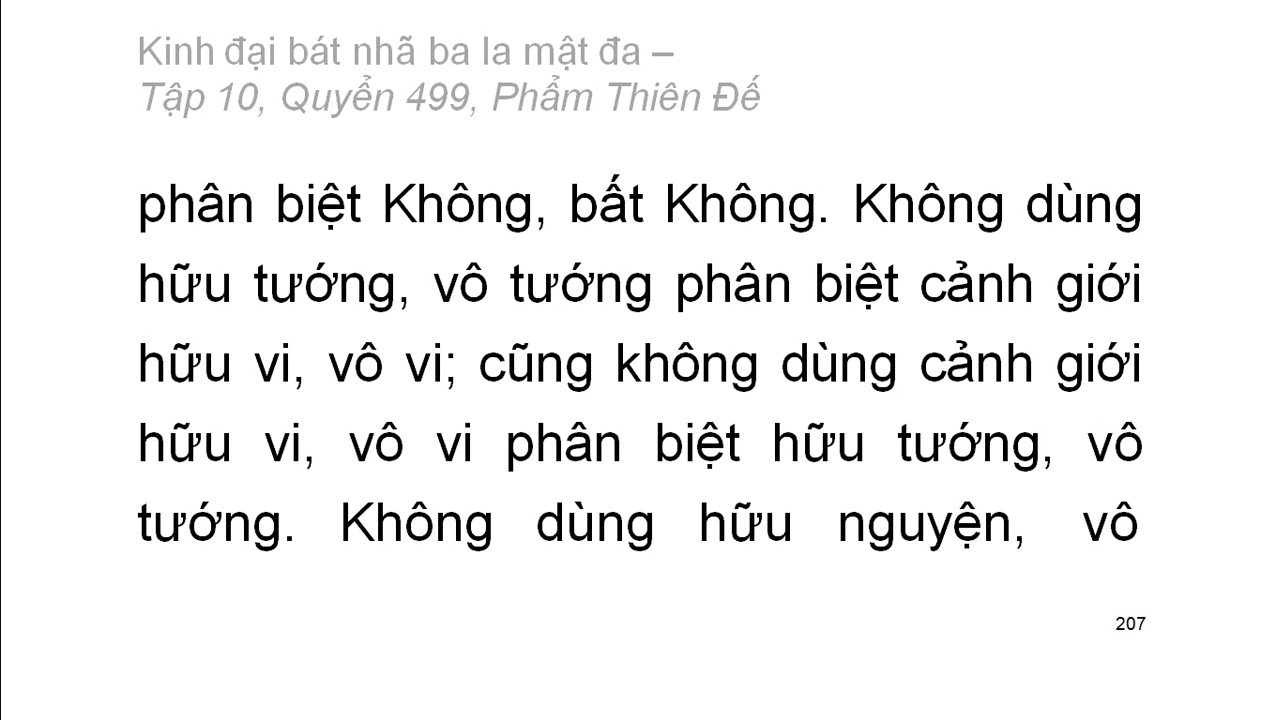 Kinh đại bát nhã ba la mật đa –
Tập 10, Quyển 499, Phẩm Thiên Đế
phân biệt Không, bất Không. Không dùng
hữu tướng, vô tướng phân biệt cảnh giới
hữu vi, vô vi; cũng không dùng cảnh giới
hữu vi, vô vi phân biệt hữu tướng, vô
tướng. Không dùng hữu nguyện, vô
207